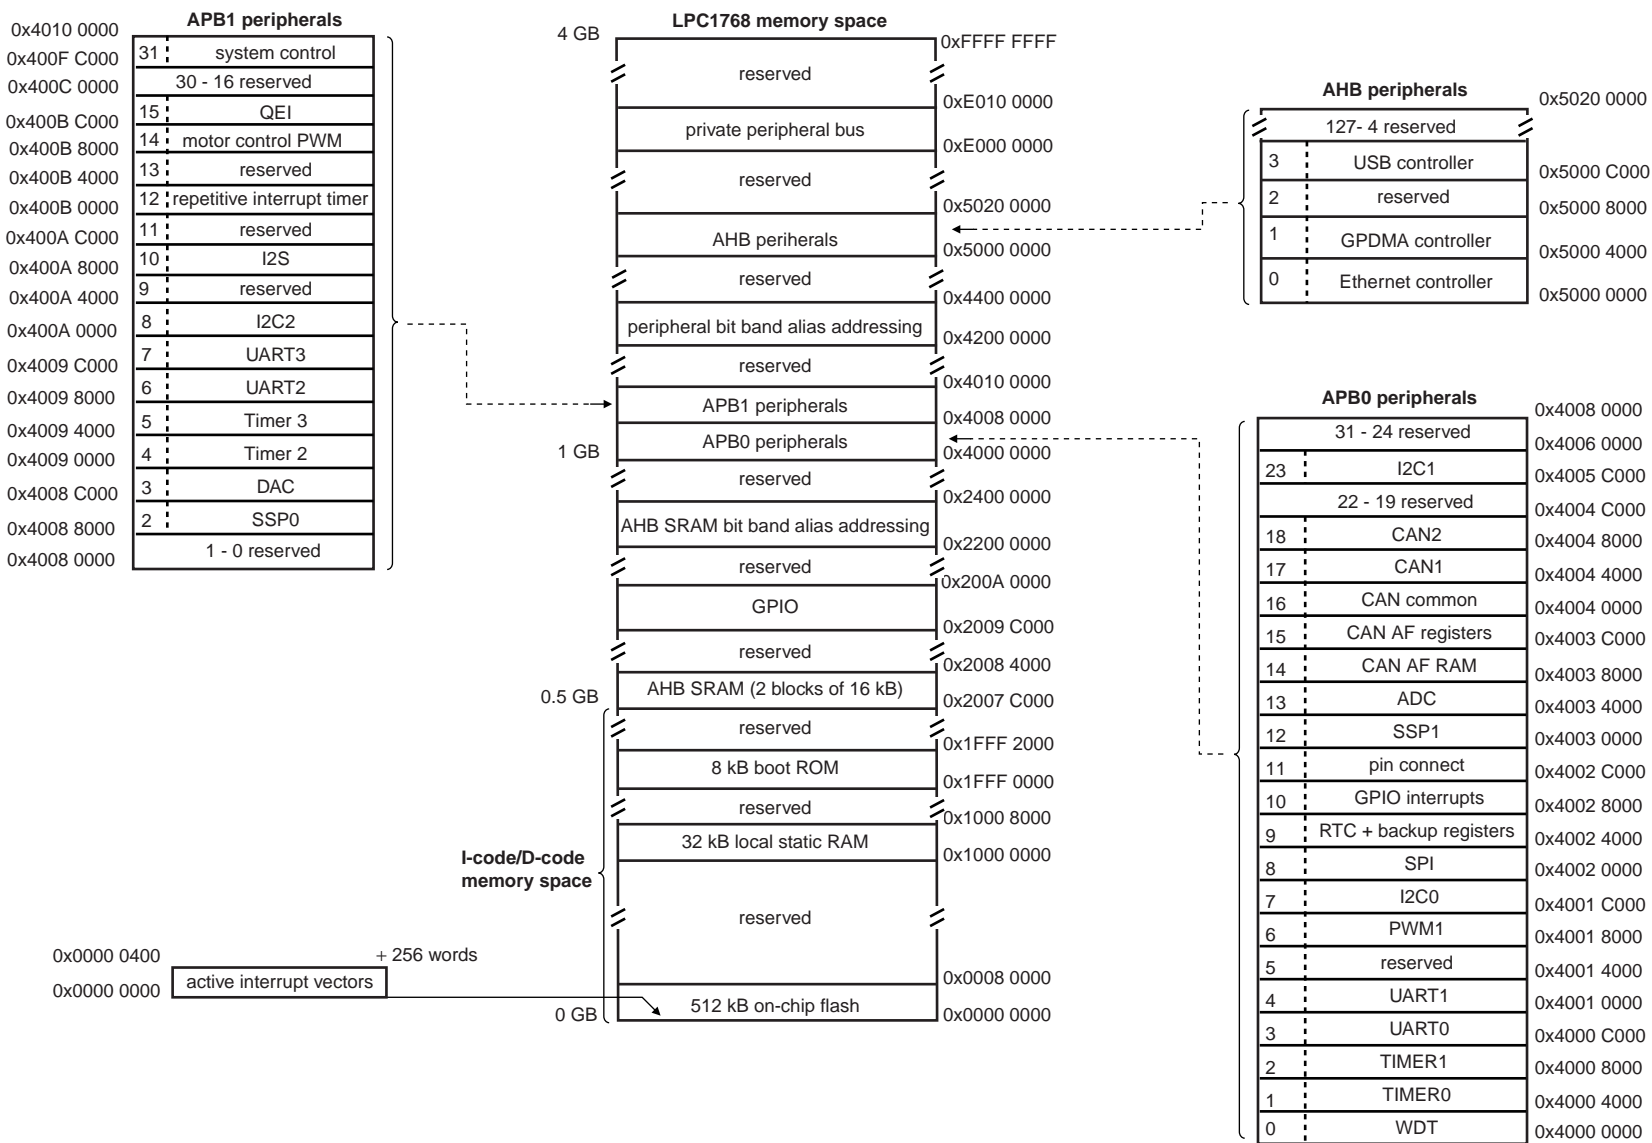 APB1 peripherals
0x4010 0000
31 system control
0x400F C000
30 - 16 reserved
0x400C 0000
15 QEI
0x400B C000
14 motor control PWM
0x400B 8000
13 reserved
0x400B 4000
12 repetitive interrupt timer
0x400B 0000
11 reserved
0x400A C000
10 I2S
0x400A 8000
9 reserved
0x400A 4000
8 I2C2
0x400A 0000
7 UART3
0x4009 C000
6 UART2
0x4009 8000
5 Timer 3
0x4009 4000
4 Timer 2
0x4009 0000
3 DAC
0x4008 C000
2 SSP0
0x4008 8000
1 - 0 reserved
0x4008 0000
LPC1768 memory space
4 GB
0xFFFF FFFF
reserved
0xE010 0000
private peripheral bus
0xE000 0000
reserved
0x5020 0000
AHB periherals
0x5000 0000
reserved
0x4400 0000
peripheral bit band alias addressing
0x4200 0000
reserved
0x4010 0000
APB1 peripherals
0x4008 0000
APB0 peripherals
1 GB
0x4000 0000
reserved
0x2400 0000
AHB SRAM bit band alias addressing
0x2200 0000
reserved
0x200A 0000
GPIO
0x2009 C000
reserved
0x2008 4000
AHB SRAM (2 blocks of 16 kB)
0.5 GB
0x2007 C000
reserved
0x1FFF 2000
8 kB boot ROM
0x1FFF 0000
reserved
0x1000 8000
32 kB local static RAM
0x1000 0000
I-code/D-code
memory space
reserved
0x0008 0000
512 kB on-chip flash
0 GB
0x0000 0000
0x0000 0400
+ 256 words
active interrupt vectors
0x0000 0000
AHB peripherals
0x5020 0000
127- 4 reserved
3 USB controller
0x5000 C000
2 reserved
0x5000 8000
1 GPDMA controller
0x5000 4000
0 Ethernet controller
0x5000 0000
APB0 peripherals
0x4008 0000
31 - 24 reserved
0x4006 0000
23 I2C1
0x4005 C000
22 - 19 reserved
0x4004 C000
18 CAN2
0x4004 8000
17 CAN1
0x4004 4000
16 CAN common
0x4004 0000
15 CAN AF registers
0x4003 C000
14 CAN AF RAM
0x4003 8000
13 ADC
0x4003 4000
12 SSP1
0x4003 0000
11 pin connect
0x4002 C000
10 GPIO interrupts
0x4002 8000
9 RTC + backup registers
0x4002 4000
8 SPI
0x4002 0000
7 I2C0
0x4001 C000
6 PWM1
0x4001 8000
5 reserved
0x4001 4000
4 UART1
0x4001 0000
3 UART0
0x4000 C000
2 TIMER1
0x4000 8000
1 TIMER0
0x4000 4000
0 WDT
0x4000 0000